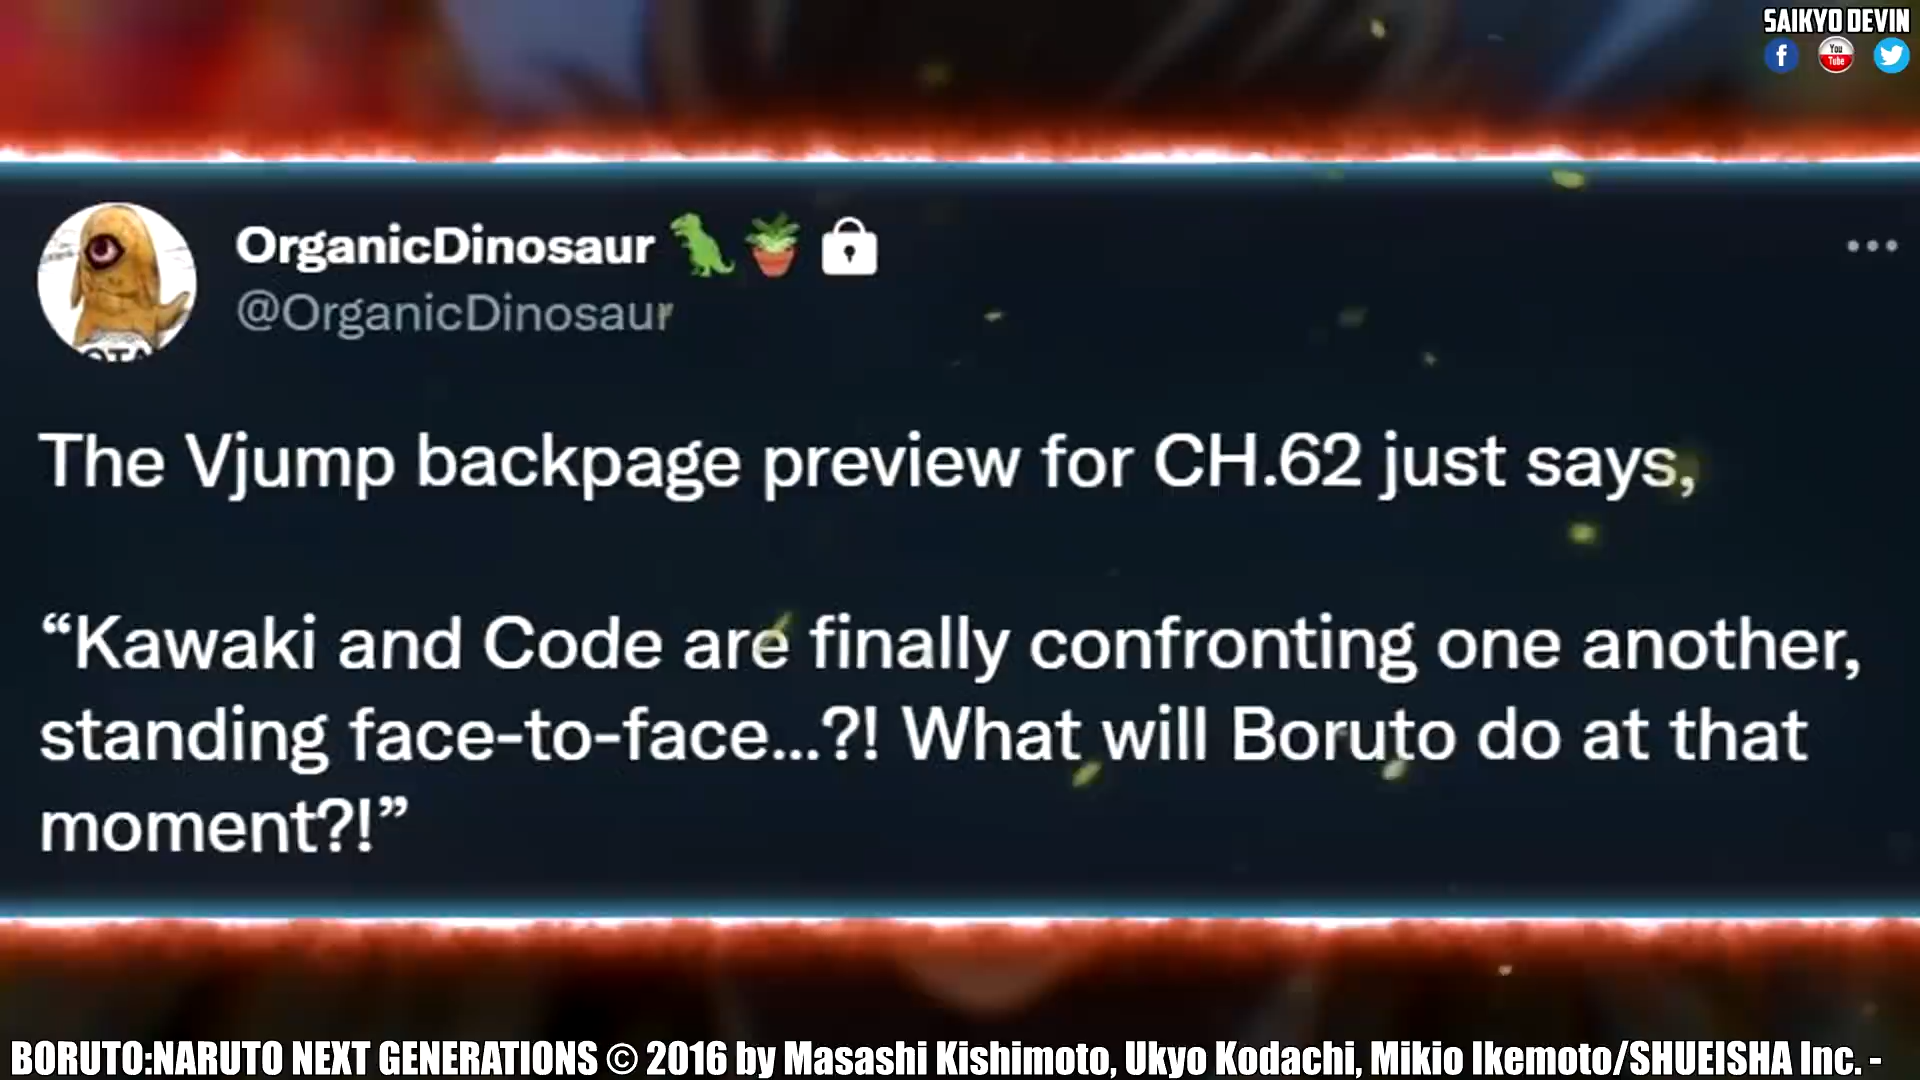 SAIKYO DEVIN
You
Tube
OrganicDinosaur
@OrganicDinosaur
The Vjump backpage preview for CH.62 just says,
“Kawaki and Code are finally confronting one another,
standing face-to-face...?! What will Boruto do at that
moment?!”
BORUTO:NARUTO NEXT GENERATIONS © 2016 by Masashi Kishimoto, Ukyo Kodachi, Mikio Ikemoto/SHUEISHA Inc. -